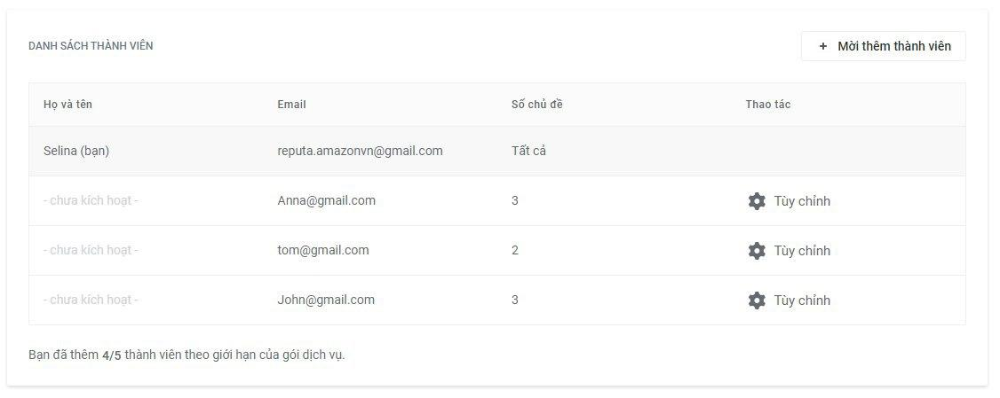 DANH SÁCH THÀNH VIÊN
+ Mời thêm thành viên
Họ và tên Email Số chủ đề Thao tác
Selina (bạn) reputa.amazonvn@gmail.com Tất cả
- chưa kích hoạt - Anna@gmail.com 3 Tùy chỉnh
- chưa kích hoạt - tom@gmail.com 2 Tùy chỉnh
- chưa kích hoạt - John@gmail.com 3 Tùy chỉnh
Bạn đã thêm 4/5 thành viên theo giới hạn của gói dịch vụ.